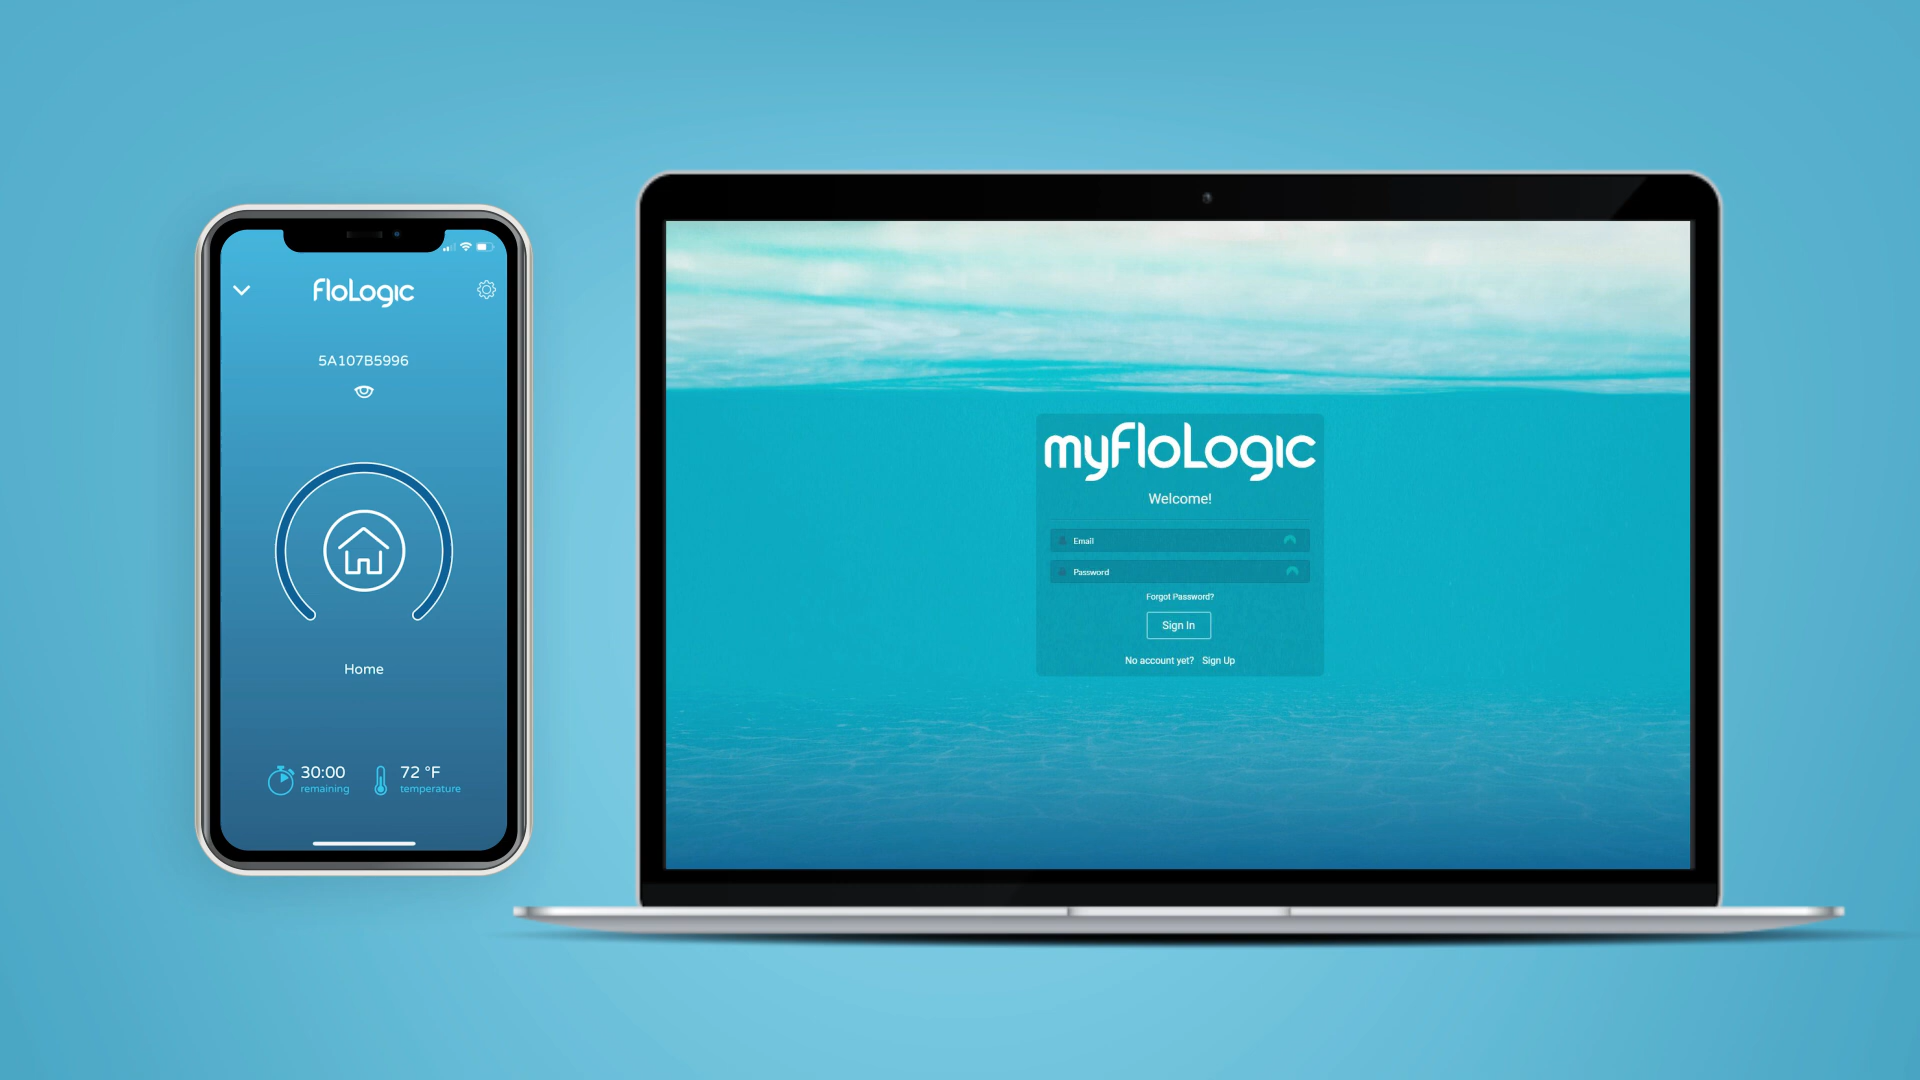 FloLogic
5A107B5996
Home
30:00
remaining
72 °F
temperature
myFloLogic
Welcome!
Email
Password
Forgot Password?
Sign In
No account yet? Sign Up